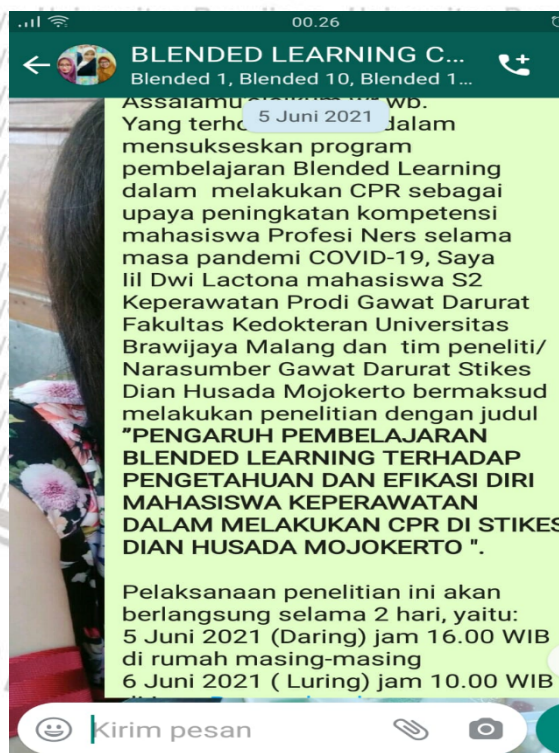 00.26
BLENDED LEARNING C...
Blended 1, Blended 10, Blended 1...
5 Juni 2021
Yang dalam
mensukseskan program
pembelajaran Blended Learning
dalam melakukan CPR sebagai
upaya peningkatan kompetensi
mahasiswa Profesi Ners selama
masa pandemi COVID-19, Saya
Iil Dwi Lactona mahasiswa S2
Keperawatan Prodi Gawat Darurat
Fakultas Kedokteran Universitas
Brawijaya Malang dan tim peneliti/
Narasumber Gawat Darurat Stikes
Dian Husada Mojokerto bermaksud
melakukan penelitian dengan judul
"PENGARUH PEMBELAJARAN
BLENDED LEARNING TERHADAP
PENGETAHUAN DAN EFIKASI DIRI
MAHASISWA KEPERAWATAN
DALAM MELAKUKAN CPR DI STIKES
DIAN HUSADA MOJOKERTO ".
Pelaksanaan penelitian ini akan
berlangsung selama 2 hari, yaitu:
5 Juni 2021 (Daring) jam 16.00 WIB
di rumah masing-masing
6 Juni 2021 ( Luring) jam 10.00 WIB
Kirim pesan